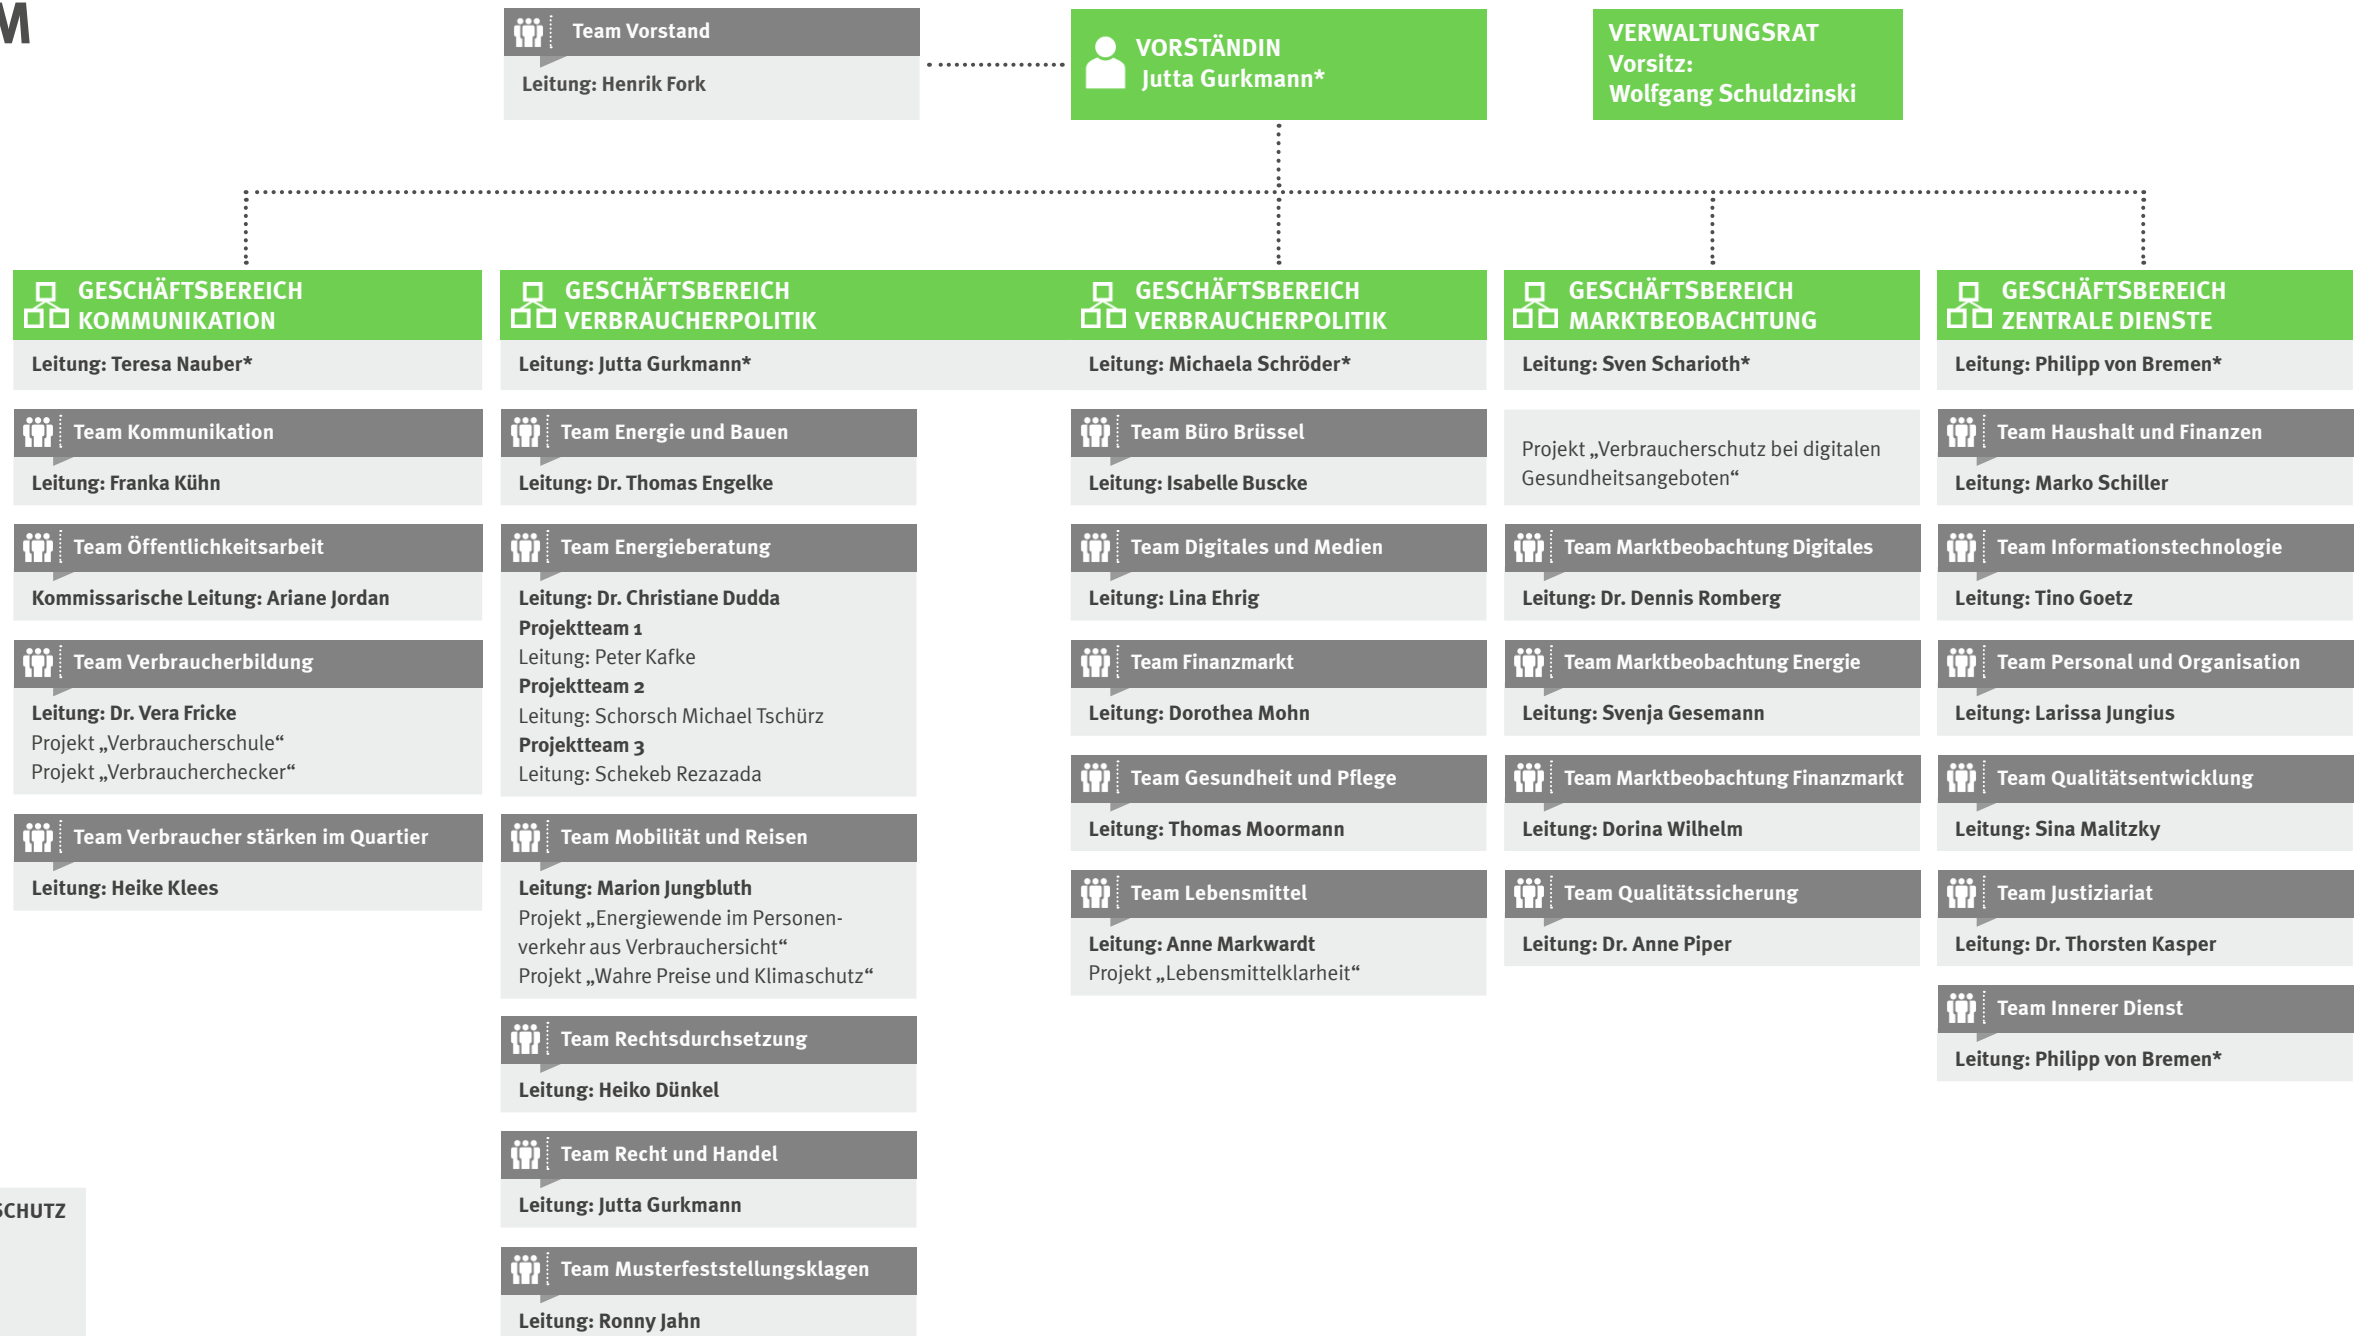 M
Team Vorstand
Leitung: Henrik Fork
VORSTÄNDIN
Jutta Gurkmann*
VERWALTUNGSRAT
Vorsitz:
Wolfgang Schuldzinski
GESCHÄFTSBEREICH
KOMMUNIKATION
Leitung: Teresa Nauber*
Team Kommunikation
Leitung: Franka Kühn
Team Öffentlichkeitsarbeit
Kommissarische Leitung: Ariane Jordan
Team Verbraucherbildung
Leitung: Dr. Vera Fricke
Projekt „Verbraucherschule“
Projekt „Verbraucherchecker“
Team Verbraucher stärken im Quartier
Leitung: Heike Klees
GESCHÄFTSBEREICH
VERBRAUCHERPOLITIK
Leitung: Jutta Gurkmann*
Team Energie und Bauen
Leitung: Dr. Thomas Engelke
Team Energieberatung
Leitung: Dr. Christiane Dudda
Projektteam 1
Leitung: Peter Kafke
Projektteam 2
Leitung: Schorsch Michael Tschürz
Projektteam 3
Leitung: Schekeb Rezazada
Team Mobilität und Reisen
Leitung: Marion Jungbluth
Projekt „Energiewende im Personen-
verkehr aus Verbrauchersicht“
Projekt „Wahre Preise und Klimaschutz“
Team Rechtsdurchsetzung
Leitung: Heiko Dünkel
Team Recht und Handel
Leitung: Jutta Gurkmann
Team Musterfeststellungsklagen
Leitung: Ronny Jahn
GESCHÄFTSBEREICH
VERBRAUCHERPOLITIK
Leitung: Michaela Schröder*
Team Büro Brüssel
Leitung: Isabelle Buscke
Team Digitales und Medien
Leitung: Lina Ehrig
Team Finanzmarkt
Leitung: Dorothea Mohn
Team Gesundheit und Pflege
Leitung: Thomas Moormann
Team Lebensmittel
Leitung: Anne Markwardt
Projekt „Lebensmittelklarheit“
GESCHÄFTSBEREICH
MARKTBEOBACHTUNG
Leitung: Sven Scharioth*
Projekt „Verbraucherschutz bei digitalen
Gesundheitsangeboten“
Team Marktbeobachtung Digitales
Leitung: Dr. Dennis Romberg
Team Marktbeobachtung Energie
Leitung: Svenja Gesemann
Team Marktbeobachtung Finanzmarkt
Leitung: Dorina Wilhelm
Team Qualitätssicherung
Leitung: Dr. Anne Piper
GESCHÄFTSBEREICH
ZENTRALE DIENSTE
Leitung: Philipp von Bremen*
Team Haushalt und Finanzen
Leitung: Marko Schiller
Team Informationstechnologie
Leitung: Tino Goetz
Team Personal und Organisation
Leitung: Larissa Jungius
Team Qualitätsentwicklung
Leitung: Sina Malitzky
Team Justiziariat
Leitung: Dr. Thorsten Kasper
Team Innerer Dienst
Leitung: Philipp von Bremen*
SCHUTZ